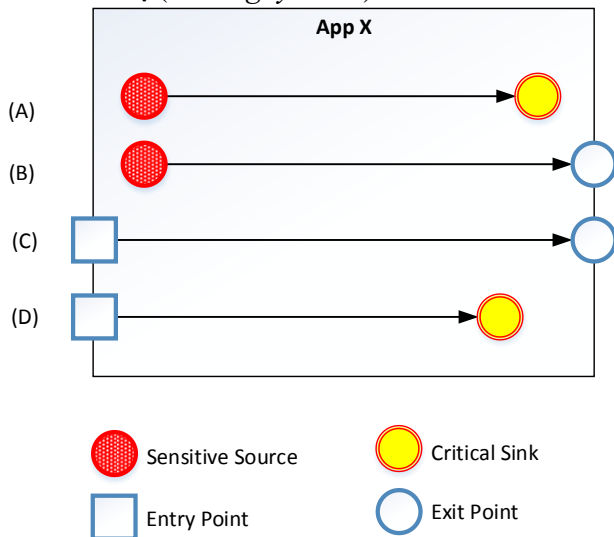 App X
(A)
(B)
(C)
(D)
Sensitive Source
Critical Sink
Entry Point
Exit Point